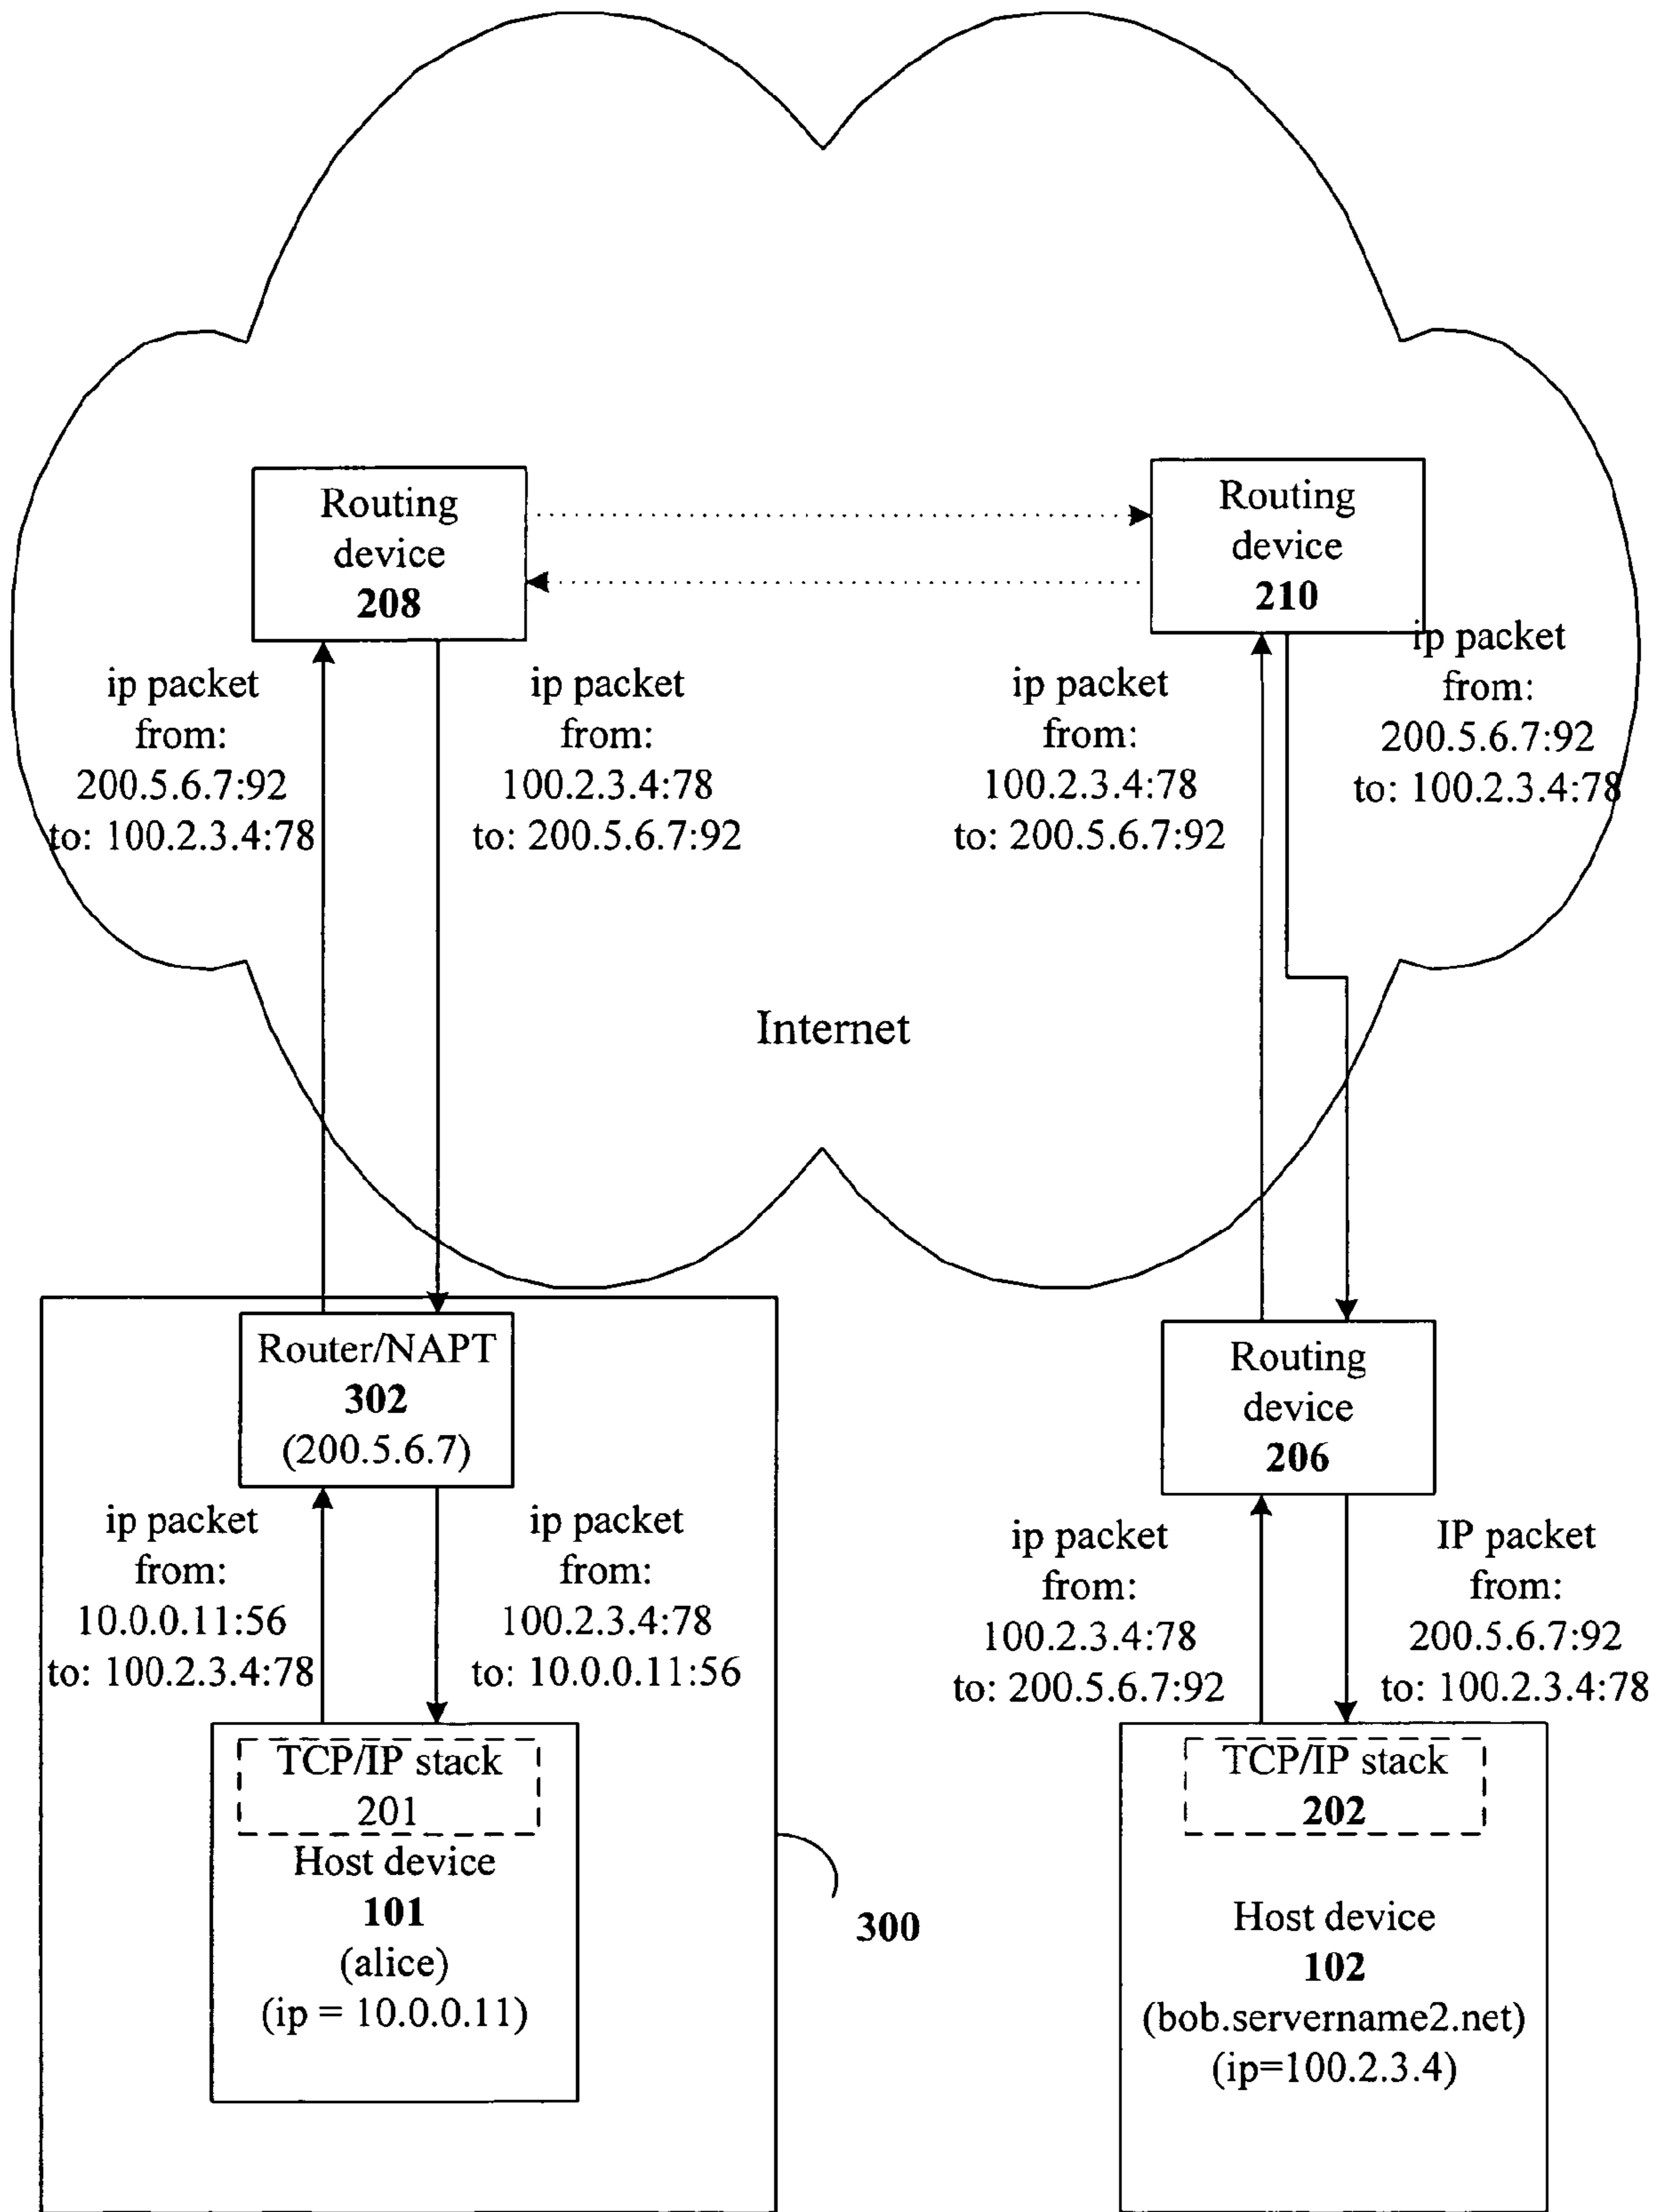 Routing
device
208
Routing
device
210
ip packet
from:
200.5.6.7:92
to: 100.2.3.4:78
ip packet
from:
100.2.3.4:78
to: 200.5.6.7:92
ip packet
from:
100.2.3.4:78
to: 200.5.6.7:92
ip packet
from:
200.5.6.7:92
to: 100.2.3.4:78
Internet
Router/NAPT
302
(200.5.6.7)
Routing
device
206
ip packet
from:
10.0.0.11:56
to: 100.2.3.4:78
ip packet
from:
100.2.3.4:78
to: 10.0.0.11:56
ip packet
from:
100.2.3.4:78
to: 200.5.6.7:92
IP packet
from:
200.5.6.7:92
to: 100.2.3.4:78
TCP/IP stack
201
Host device
101
(alice)
(ip = 10.0.0.11)
300
TCP/IP stack
202
Host device
102
(bob.servername2.net)
(ip=100.2.3.4)